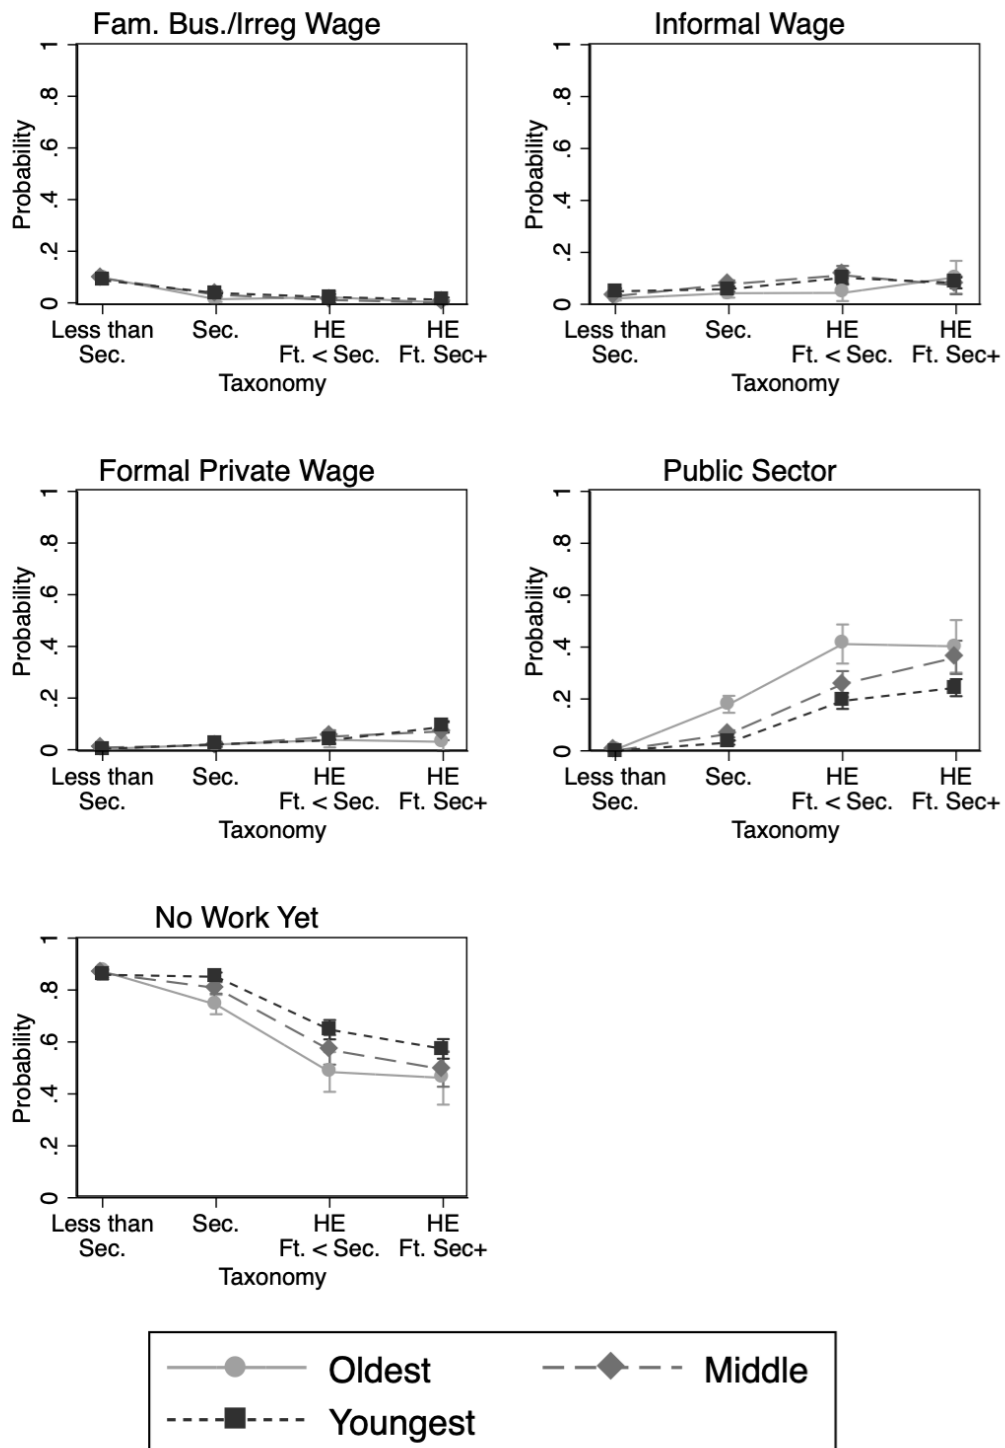 Fam. Bus./Irreg Wage
Probability
1
.8
.6
.4
.2
0
Less than Sec. HE HE
Sec. Ft. < Sec. Ft. Sec+
Taxonomy
Informal Wage
Probability
1
.8
.6
.4
.2
0
Less than Sec. HE HE
Sec. Ft. < Sec. Ft. Sec+
Taxonomy
Formal Private Wage
Probability
1
.8
.6
.4
.2
0
Less than Sec. HE HE
Sec. Ft. < Sec. Ft. Sec+
Taxonomy
Public Sector
Probability
1
.8
.6
.4
.2
0
Less than Sec. HE HE
Sec. Ft. < Sec. Ft. Sec+
Taxonomy
No Work Yet
Probability
1
.8
.6
.4
.2
0
Less than Sec. HE HE
Sec. Ft. < Sec. Ft. Sec+
Taxonomy
Oldest Middle
Youngest